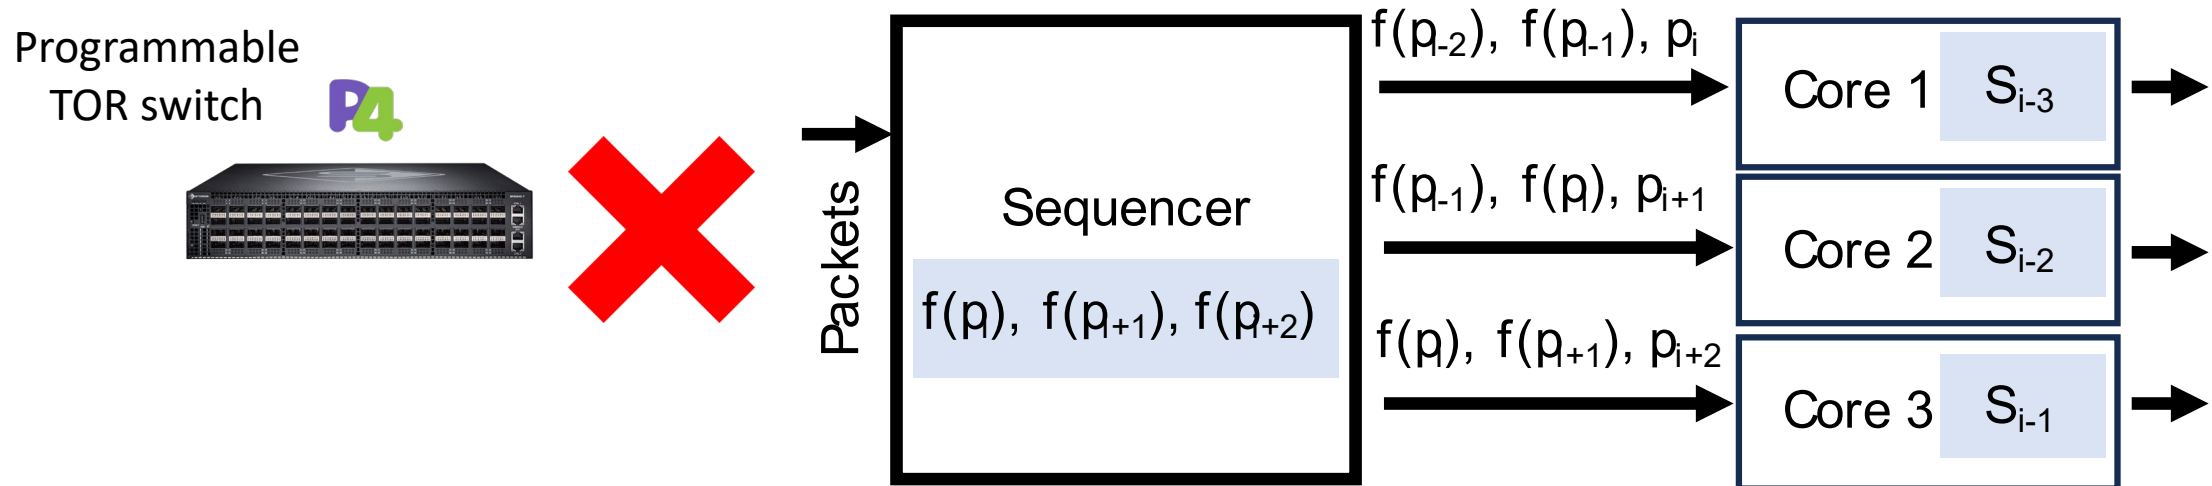 Programmable
TOR switch
P4
Packets
Sequencer
f(pᵢ), f(pᵢ₊₁), f(pᵢ₊₂)
f(pᵢ₋₂), f(pᵢ₋₁), pᵢ
Core 1
Sᵢ₋₃
f(pᵢ₋₁), f(pᵢ), pᵢ₊₁
Core 2
Sᵢ₋₂
f(pᵢ), f(pᵢ₊₁), pᵢ₊₂
Core 3
Sᵢ₋₁